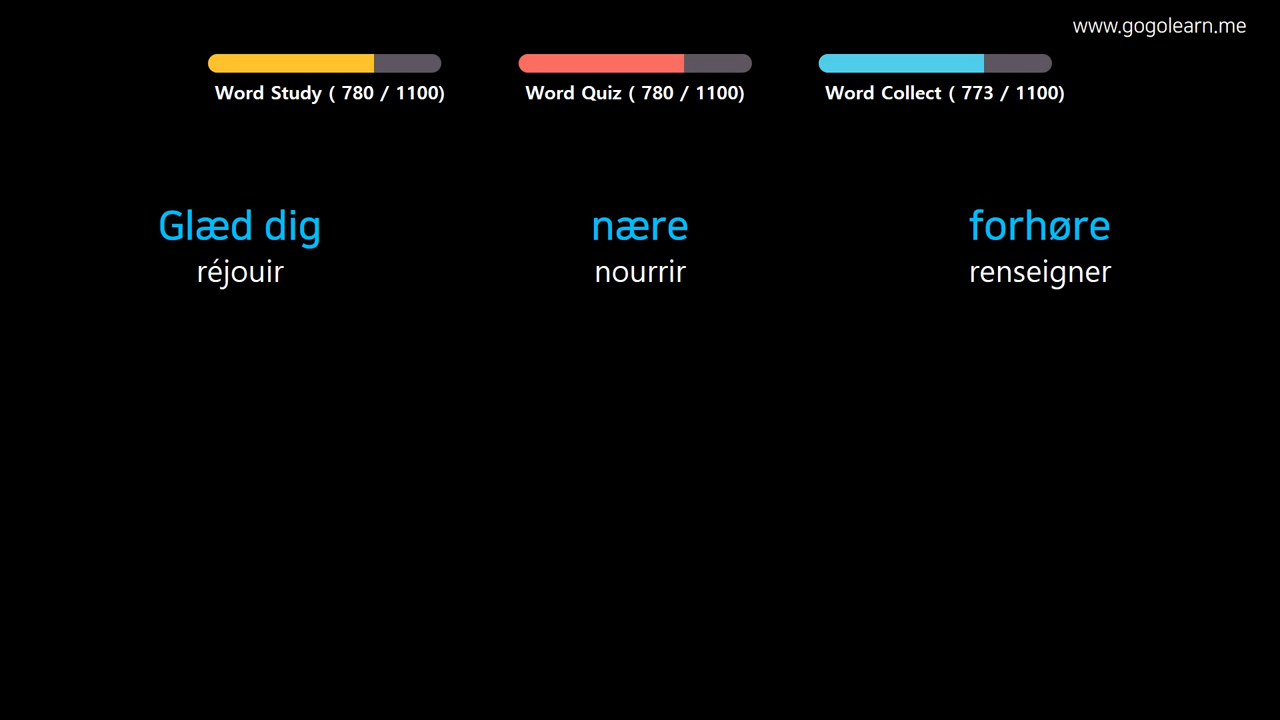 www.gogolearn.me
Word Study ( 780 / 1100)
Word Quiz ( 780 / 1100)
Word Collect ( 773 / 1100)
Glæd dig
nære
forhøre
réjouir
nourrir
renseigner